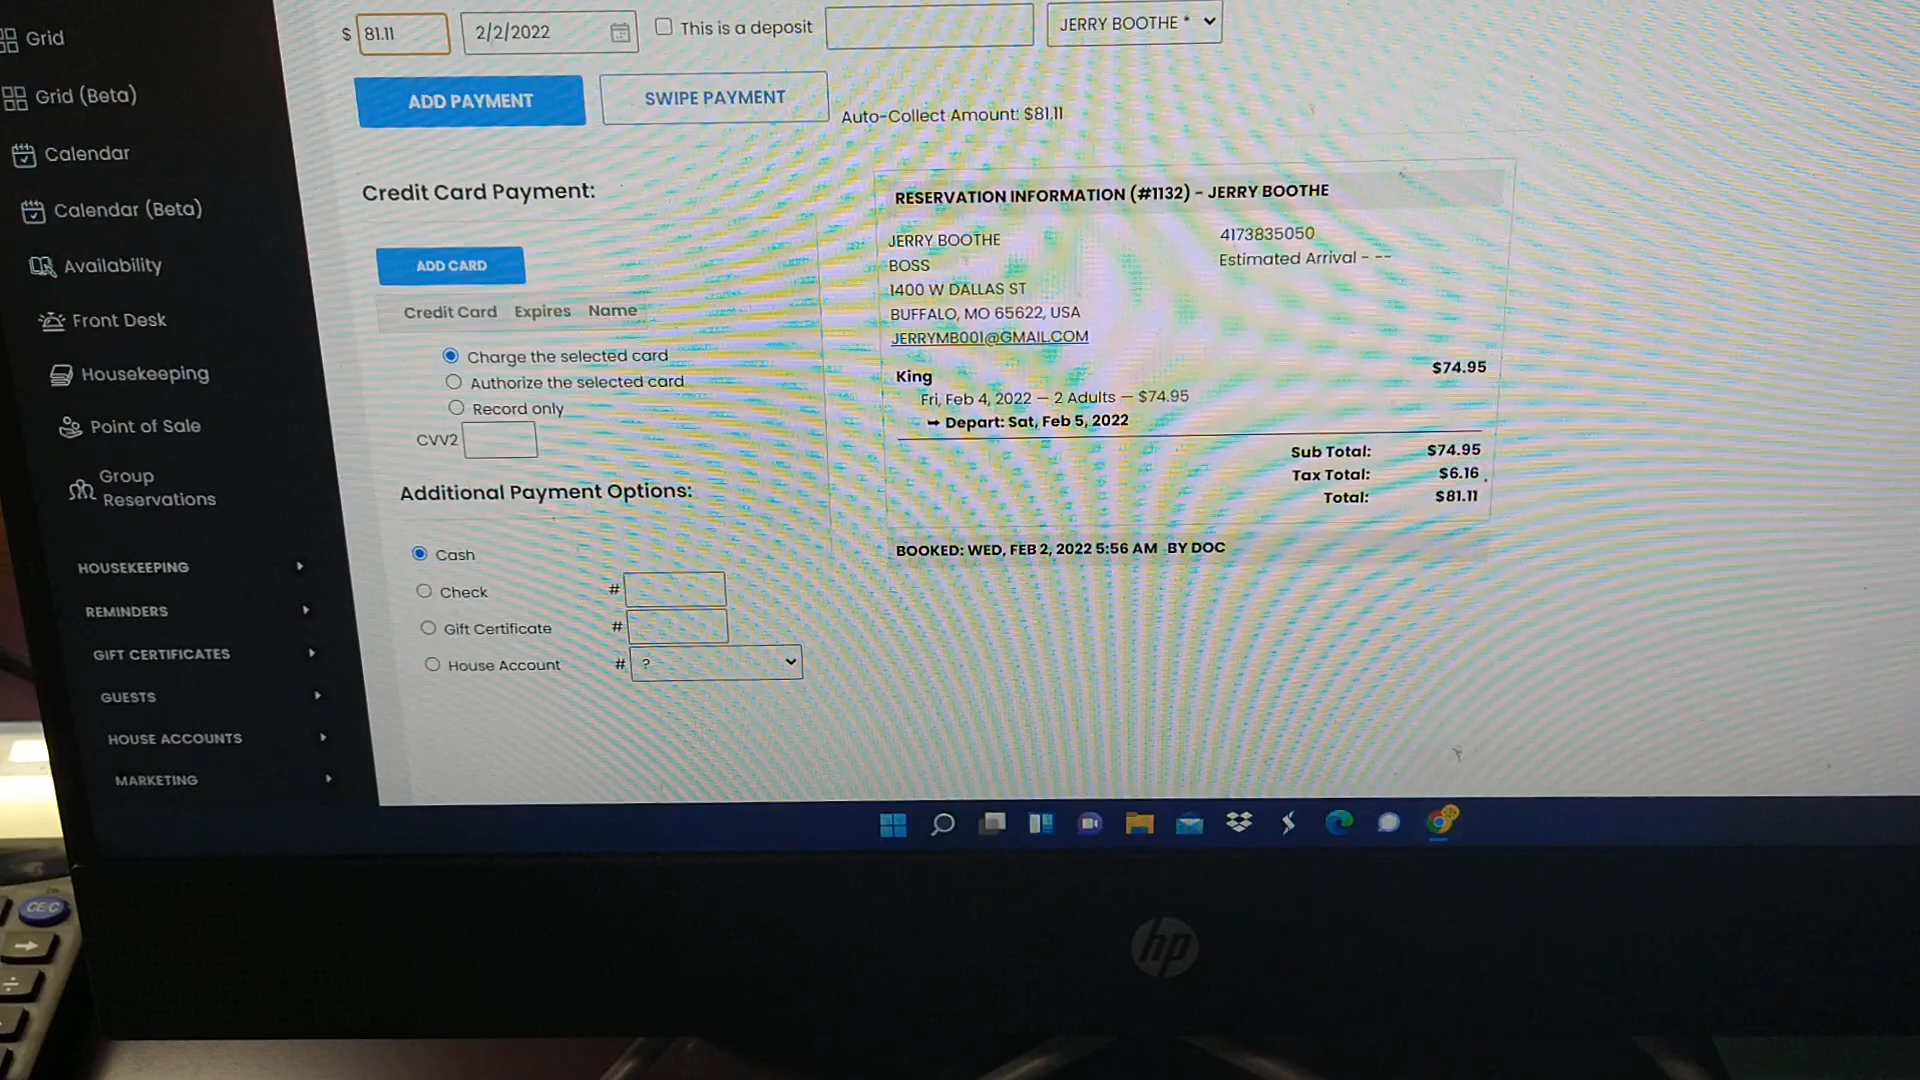 Grid
Grid (Beta)
Calendar
Calendar (Beta)
Availability
Front Desk
Housekeeping
Point of Sale
Group
Reservations
HOUSEKEEPING
REMINDERS
GIFT CERTIFICATES
GUESTS
HOUSE ACCOUNTS
MARKETING
$ 81.11 2/2/2022 This is a deposit JERRY BOOTHE *
ADD PAYMENT SWIPE PAYMENT Auto-Collect Amount: $81.11
Credit Card Payment:
ADD CARD
Credit Card Expires Name
Charge the selected card
Authorize the selected card
Record only
CVV2
Additional Payment Options:
Cash
Check #
Gift Certificate #
House Account # ?
RESERVATION INFORMATION (#1132) - JERRY BOOTHE
JERRY BOOTHE 4173835050
BOSS Estimated Arrival - --
1400 W DALLAS ST
BUFFALO, MO 65622, USA
JERRYMB001@GMAIL.COM
King $74.95
Fri, Feb 4, 2022 — 2 Adults — $74.95
➞ Depart: Sat, Feb 5, 2022
Sub Total: $74.95
Tax Total: $6.16
Total: $81.11
BOOKED: WED, FEB 2, 2022 5:56 AM BY DOC
hp
CE·C
→
÷